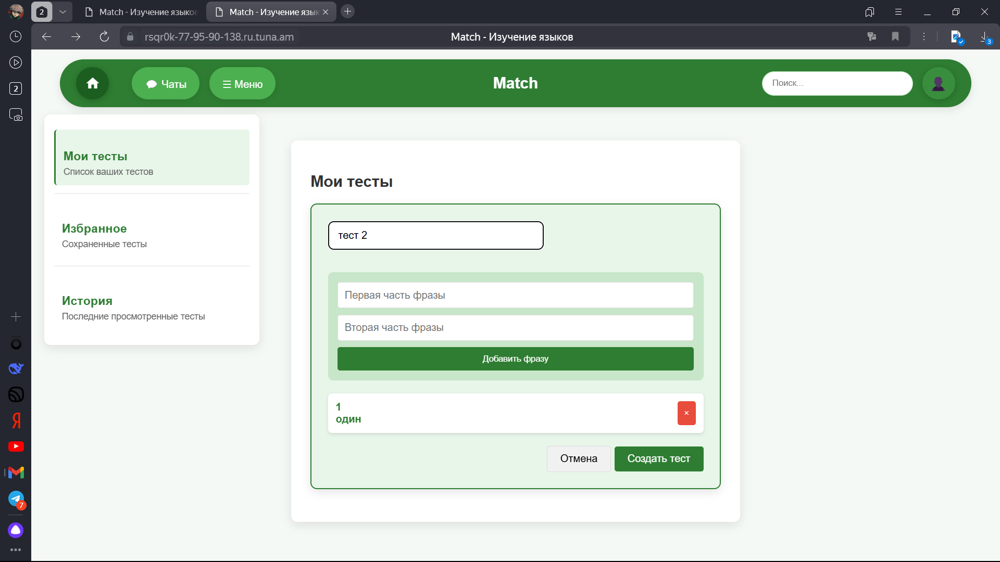 2
Match - Изучение языков
Match - Изучение язык
rsqr0k-77-95-90-138.ru.tuna.am
Match - Изучение языков
3
2
Чаты
Меню
Match
Поиск...
Мои тесты
Список ваших тестов
Избранное
Сохраненные тесты
История
Последние просмотренные тесты
Мои тесты
тест 2
Первая часть фразы
Вторая часть фразы
Добавить фразу
1
один
×
Отмена
Создать тест
Я
7